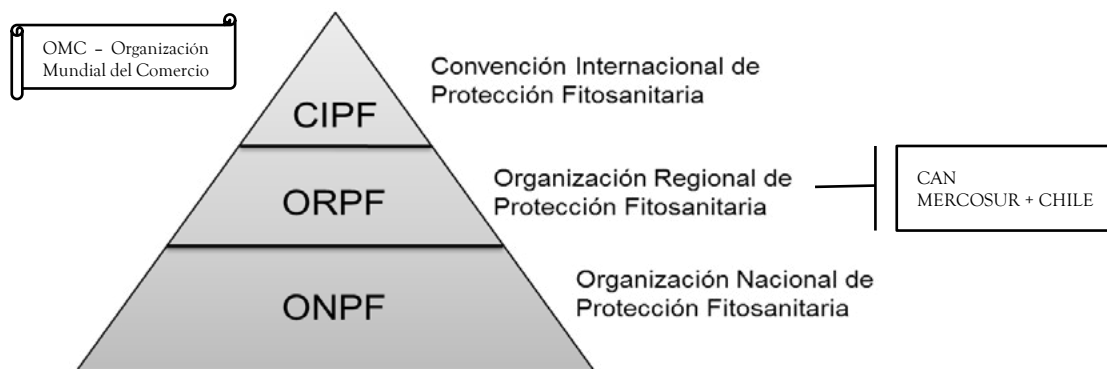 OMC – Organización
Mundial del Comercio
CIPF
Convención Internacional de
Protección Fitosanitaria
ORPF
Organización Regional de
Protección Fitosanitaria
CAN
MERCOSUR + CHILE
ONPF
Organización Nacional de
Protección Fitosanitaria